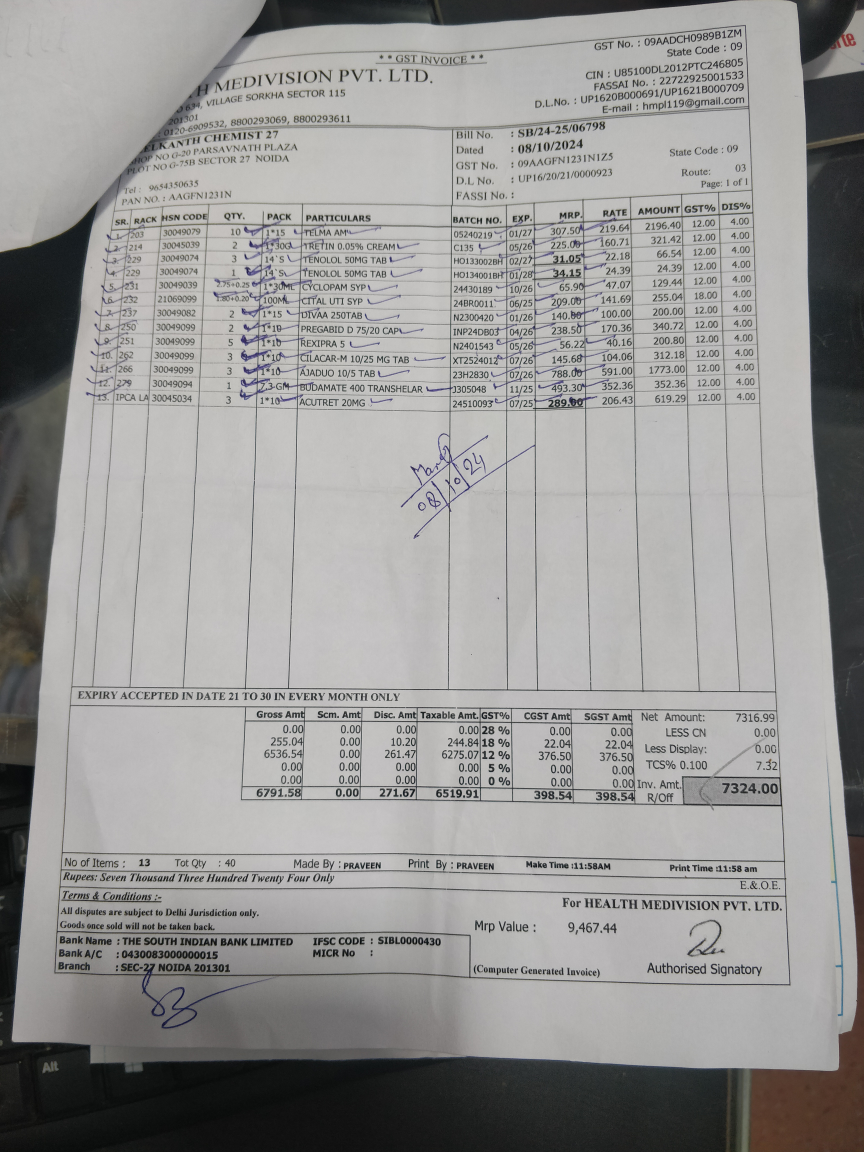 * * GST INVOICE * *
GST No. : 09AADCH0989B1ZM
State Code : 09
H MEDIVISION PVT. LTD.
CIN : U85100DL2012PTC246805
634, VILLAGE SORKHA SECTOR 115
FASSAI No. : 22722925001533
201301
D.L.No. : UP1620B000691/UP1621B000709
: 0120-6909532, 8800293069, 8800293611
E-mail : hmpl119@gmail.com
ELKANTH CHEMIST 27
HOP NO G-20 PARSAVNATH PLAZA
PLOT NO G-75B SECTOR 27 NOIDA
Tel : 9654350635
PAN NO. : AAGFN1231N
Bill No. : SB/24-25/06798
Dated : 08/10/2024
GST No. : 09AAGFN1231N1Z5 State Code : 09
D.L No. : UP16/20/21/0000923 Route: 03
FASSI No. : Page: 1 of 1
SR. RACK HSN CODE QTY. PACK PARTICULARS BATCH NO. EXP. MRP. RATE AMOUNT GST% DIS%
1. 203 30049079 10 1*15 TELMA AM 05240219 01/27 307.50 219.64 2196.40 12.00 4.00
2. 214 30045039 2 1*30G TRETIN 0.05% CREAM C135 05/26 225.00 160.71 321.42 12.00 4.00
3. 229 30049074 3 14'S TENOLOL 50MG TAB HO133002BH 02/27 31.05 22.18 66.54 12.00 4.00
4. 229 30049074 1 14'S TENOLOL 50MG TAB HO134001BH 01/28 34.15 24.39 24.39 12.00 4.00
5. 231 30049039 2.75+0.25 1*30ML CYCLOPAM SYP 24430189 10/26 65.90 47.07 129.44 12.00 4.00
6. 232 21069099 1.80+0.20 100ML CITAL UTI SYP 24BR0011 06/25 209.00 141.69 255.04 18.00 4.00
7. 237 30049082 2 1*15 DIVAA 250TAB N2300420 01/26 140.00 100.00 200.00 12.00 4.00
8. 250 30049099 2 1*10 PREGABID D 75/20 CAP INP24DB03 04/26 238.50 170.36 340.72 12.00 4.00
9. 251 30049099 5 1*10 REXIPRA 5 N2401543 05/26 56.22 40.16 200.80 12.00 4.00
10. 262 30049099 3 1*10 CILACAR-M 10/25 MG TAB XT2524012 07/26 145.68 104.06 312.18 12.00 4.00
11. 266 30049099 3 1*10 AJADUO 10/5 TAB 23H2830 07/26 788.00 591.00 1773.00 12.00 4.00
12. 279 30049094 1 7.3 GM BUDAMATE 400 TRANSHELAR J305048 11/25 493.30 352.36 352.36 12.00 4.00
13. IPCA LA 30045034 3 1*10 ACUTRET 20MG 24510093 07/25 289.00 206.43 619.29 12.00 4.00
08/10/24
EXPIRY ACCEPTED IN DATE 21 TO 30 IN EVERY MONTH ONLY
Gross Amt Scm. Amt Disc. Amt Taxable Amt. GST% CGST Amt SGST Amt Net Amount: 7316.99
0.00 0.00 0.00 0.00 28 % 0.00 0.00 LESS CN 0.00
255.04 0.00 10.20 244.84 18 % 22.04 22.04 Less Display: 0.00
6536.54 0.00 261.47 6275.07 12 % 376.50 376.50 TCS% 0.100 7.32
0.00 0.00 0.00 0.00 5 % 0.00 0.00
0.00 0.00 0.00 0.00 0 % 0.00 0.00 Inv. Amt. 7324.00
6791.58 0.00 271.67 6519.91 398.54 398.54 R/Off
No of Items : 13 Tot Qty : 40 Made By : PRAVEEN Print By : PRAVEEN Make Time :11:58AM Print Time :11:58 am
Rupees: Seven Thousand Three Hundred Twenty Four Only E.& O.E.
Terms & Conditions :-
For HEALTH MEDIVISION PVT. LTD.
All disputes are subject to Delhi Jurisdiction only.
Goods once sold will not be taken back.
Mrp Value : 9,467.44
Bank Name : THE SOUTH INDIAN BANK LIMITED IFSC CODE : SIBL0000430
Bank A/C : 0430083000000015 MICR No :
Branch : SEC-27 NOIDA 201301
(Computer Generated Invoice)
Authorised Signatory
Alt